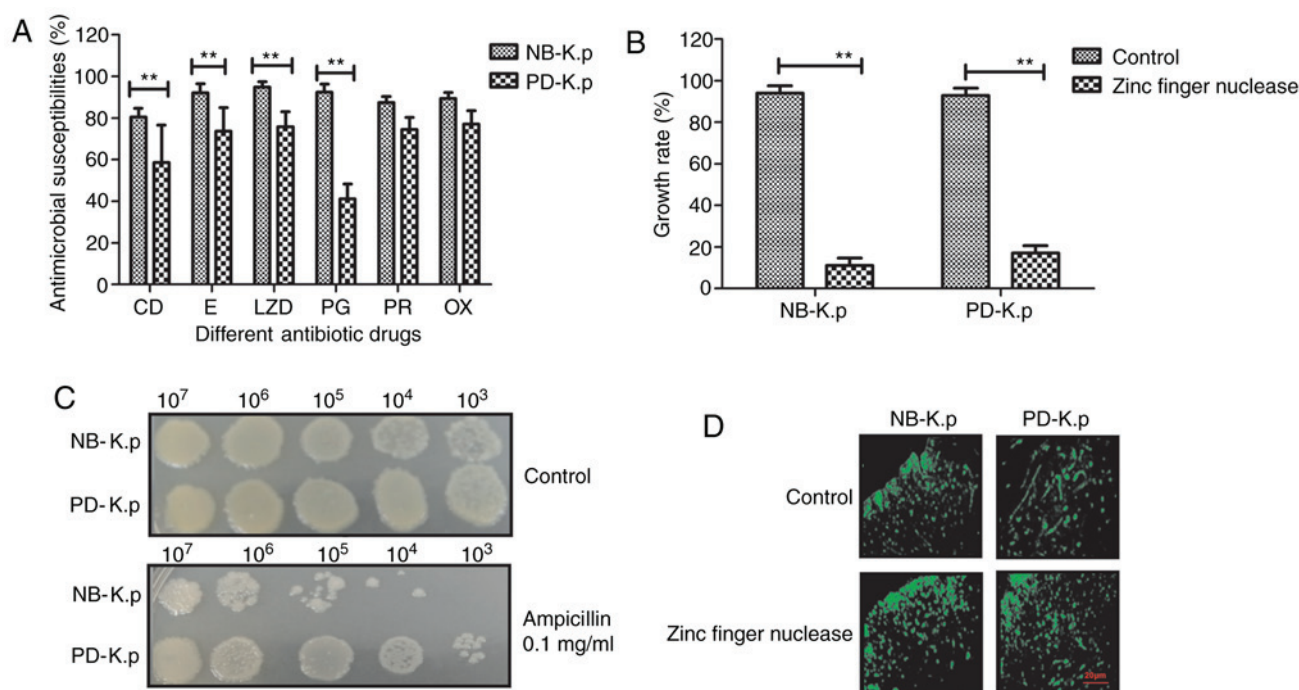 A
Antimicrobial susceptibilities (%)
120
100
80
60
40
20
0
** ** ** **
NB-K.p
PD-K.p
CD E LZD PG PR OX
Different antibiotic drugs
B
Growth rate (%)
120
100
80
60
40
20
0
** **
Control
Zinc finger nuclease
NB-K.p PD-K.p
C
10⁷ 10⁶ 10⁵ 10⁴ 10³
NB-K.p
PD-K.p
Control
10⁷ 10⁶ 10⁵ 10⁴ 10³
NB-K.p
PD-K.p
Ampicillin
0.1 mg/ml
D
NB-K.p PD-K.p
Control
Zinc finger nuclease
20μm